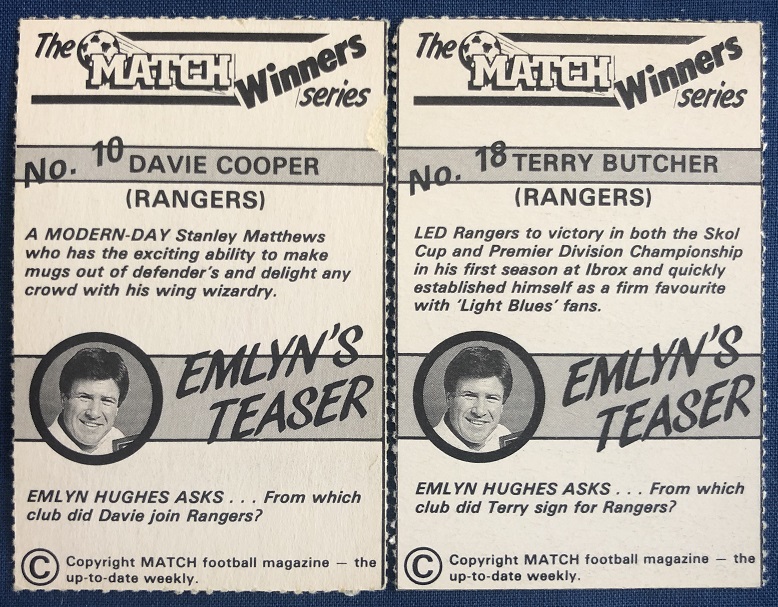 The MATCH Winners
series
No. 10 DAVIE COOPER
(RANGERS)
A MODERN-DAY Stanley Matthews
who has the exciting ability to make
mugs out of defender's and delight any
crowd with his wing wizardry.
EMLYN'S
TEASER
EMLYN HUGHES ASKS . . . From which
club did Davie join Rangers?
© Copyright MATCH football magazine — the
up-to-date weekly.
The MATCH Winners
series
No. 18 TERRY BUTCHER
(RANGERS)
LED Rangers to victory in both the Skol
Cup and Premier Division Championship
in his first season at Ibrox and quickly
established himself as a firm favourite
with 'Light Blues' fans.
EMLYN'S
TEASER
EMLYN HUGHES ASKS . . . From which
club did Terry sign for Rangers?
© Copyright MATCH football magazine — the
up-to-date weekly.